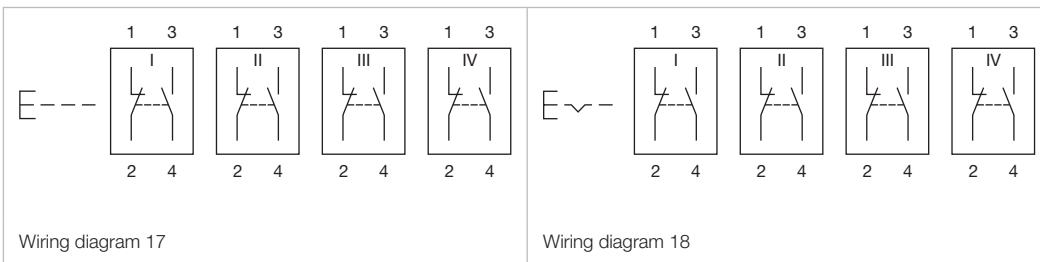 1 3 1 3 1 3 1 3 1 3 1 3 1 3 1 3
I II III IV I II III IV
2 4 2 4 2 4 2 4 2 4 2 4 2 4 2 4
Wiring diagram 17 Wiring diagram 18